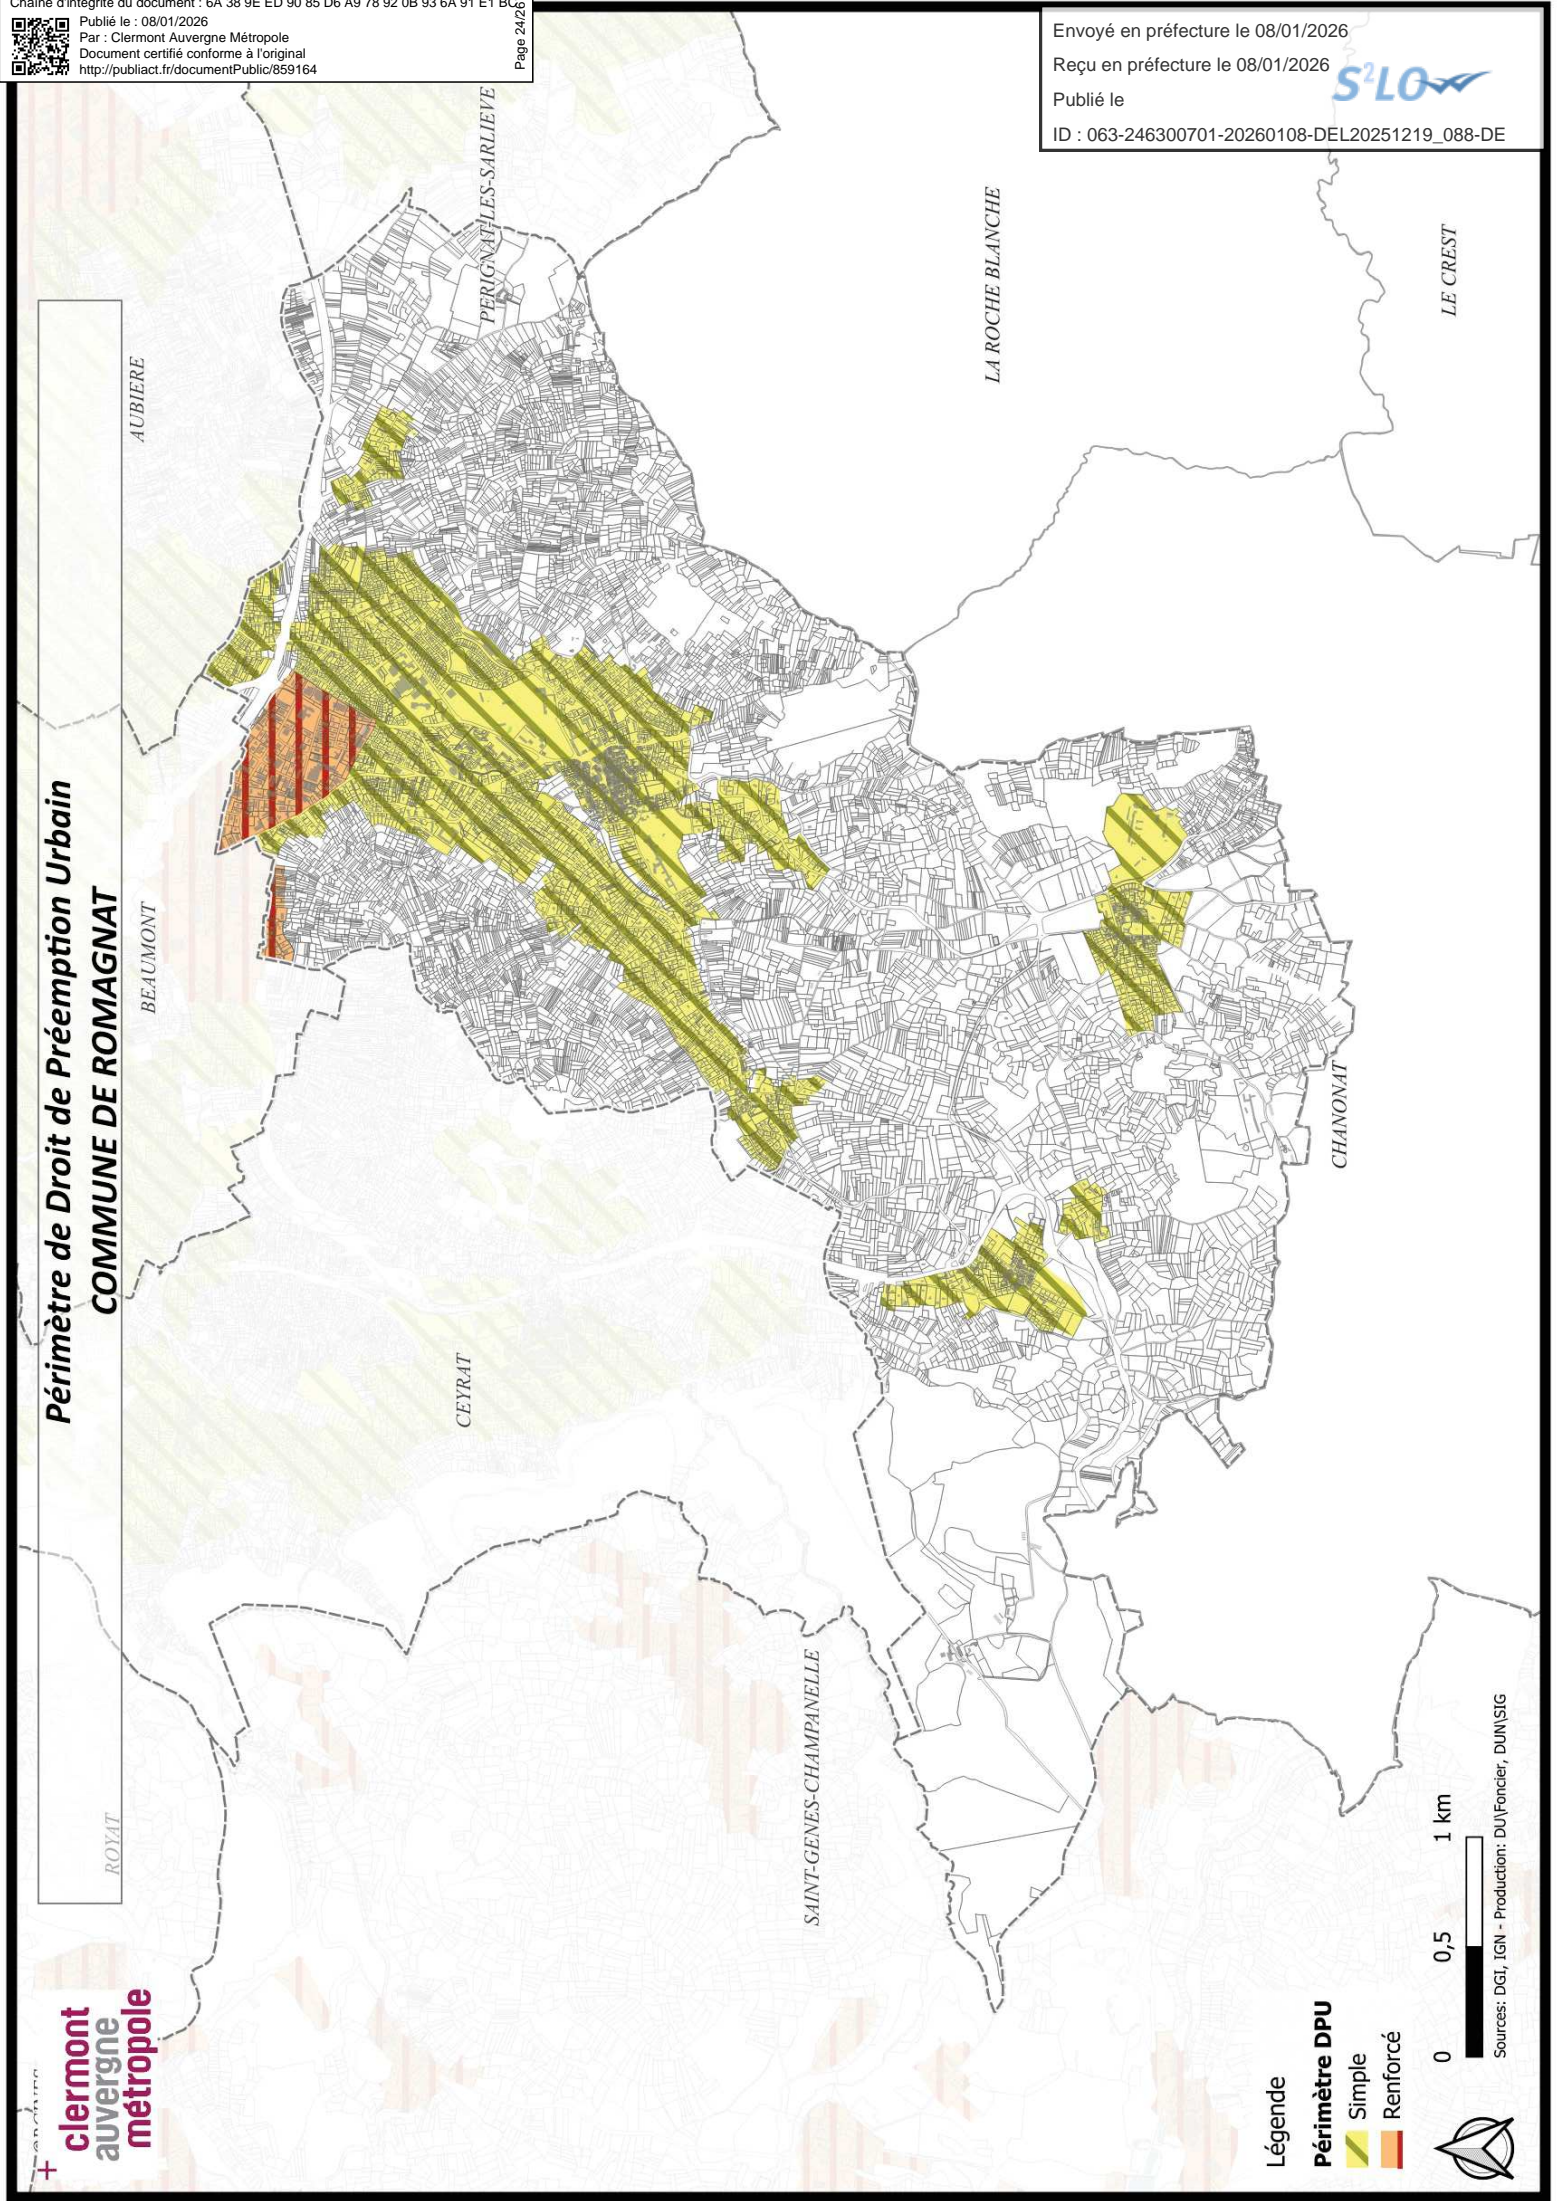 Chaîne d'intégrité du document : 6A 38 9E ED 90 85 D6 A9 78 92 0B 93 6A 91 E1 BC
Publié le : 08/01/2026
Par : Clermont Auvergne Métropole
Document certifié conforme à l'original
http://publiact.fr/documentPublic/859164
Page 24/26
Envoyé en préfecture le 08/01/2026
Reçu en préfecture le 08/01/2026
Publié le
ID : 063-246300701-20260108-DEL20251219_088-DE
S²LO
Périmètre de Droit de Préemption Urbain
COMMUNE DE ROMAGNAT
clermont
auvergne
métropole
ROYAT
BEAUMONT
AUBIERE
CEYRAT
PERIGNAT-LES-SARLIEVE
SAINT-GENES-CHAMPANELLE
LA ROCHE BLANCHE
CHANONAT
LE CREST
Légende
Périmètre DPU
Simple
Renforcé
0 0,5 1 km
Sources: DGI, IGN - Production: DU\Foncier, DUN\SIG